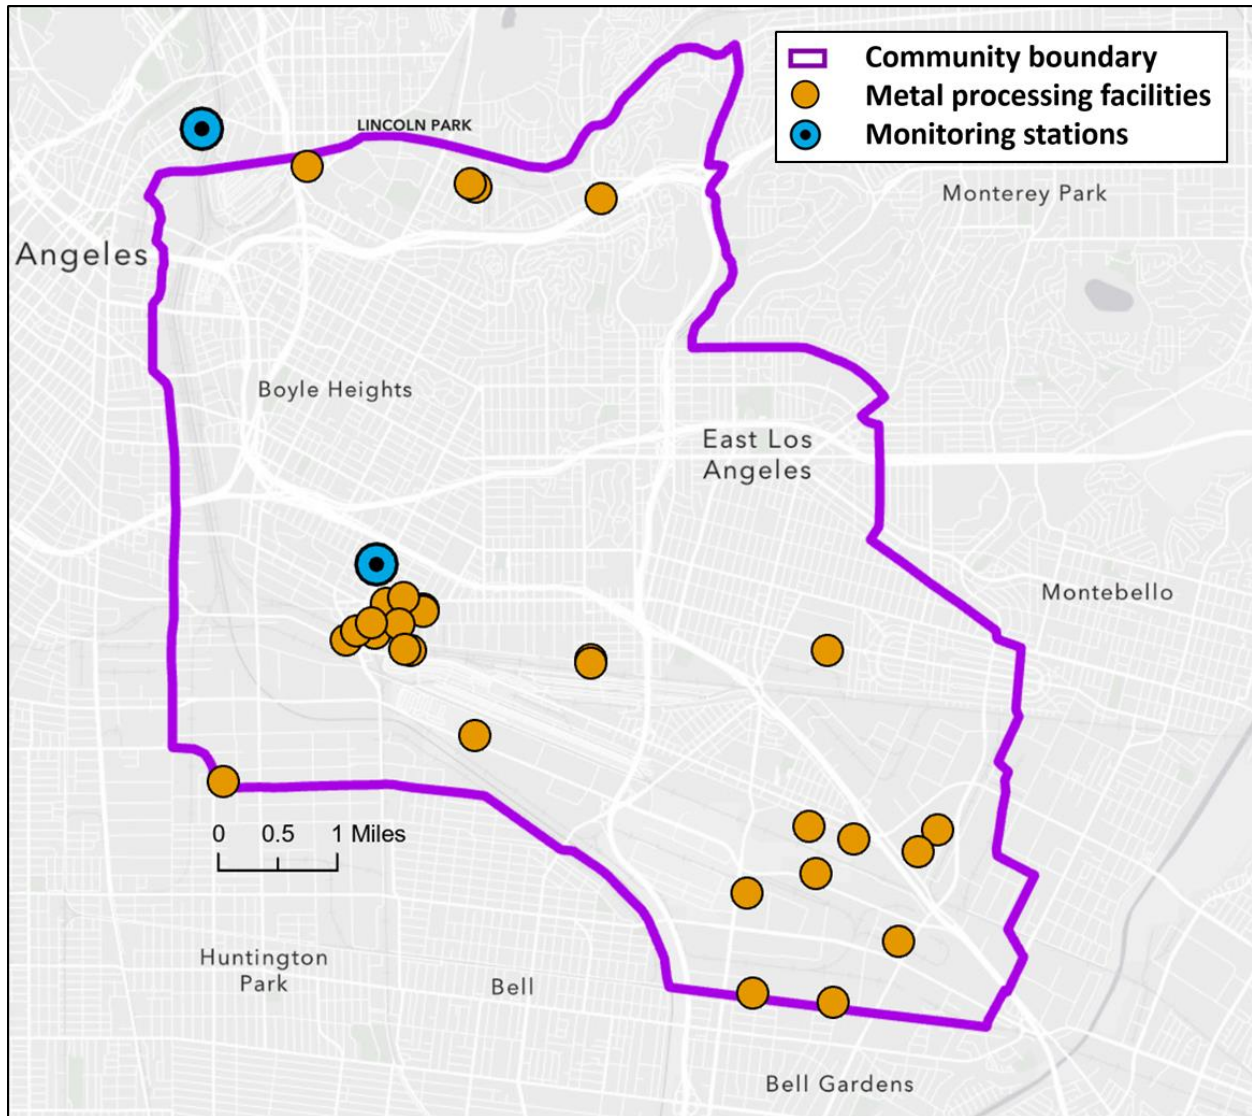 Community boundary
Metal processing facilities
Monitoring stations
LINCOLN PARK
Monterey Park
Angeles
Boyle Heights
East Los
Angeles
Montebello
0 0.5 1 Miles
Huntington
Park
Bell
Bell Gardens